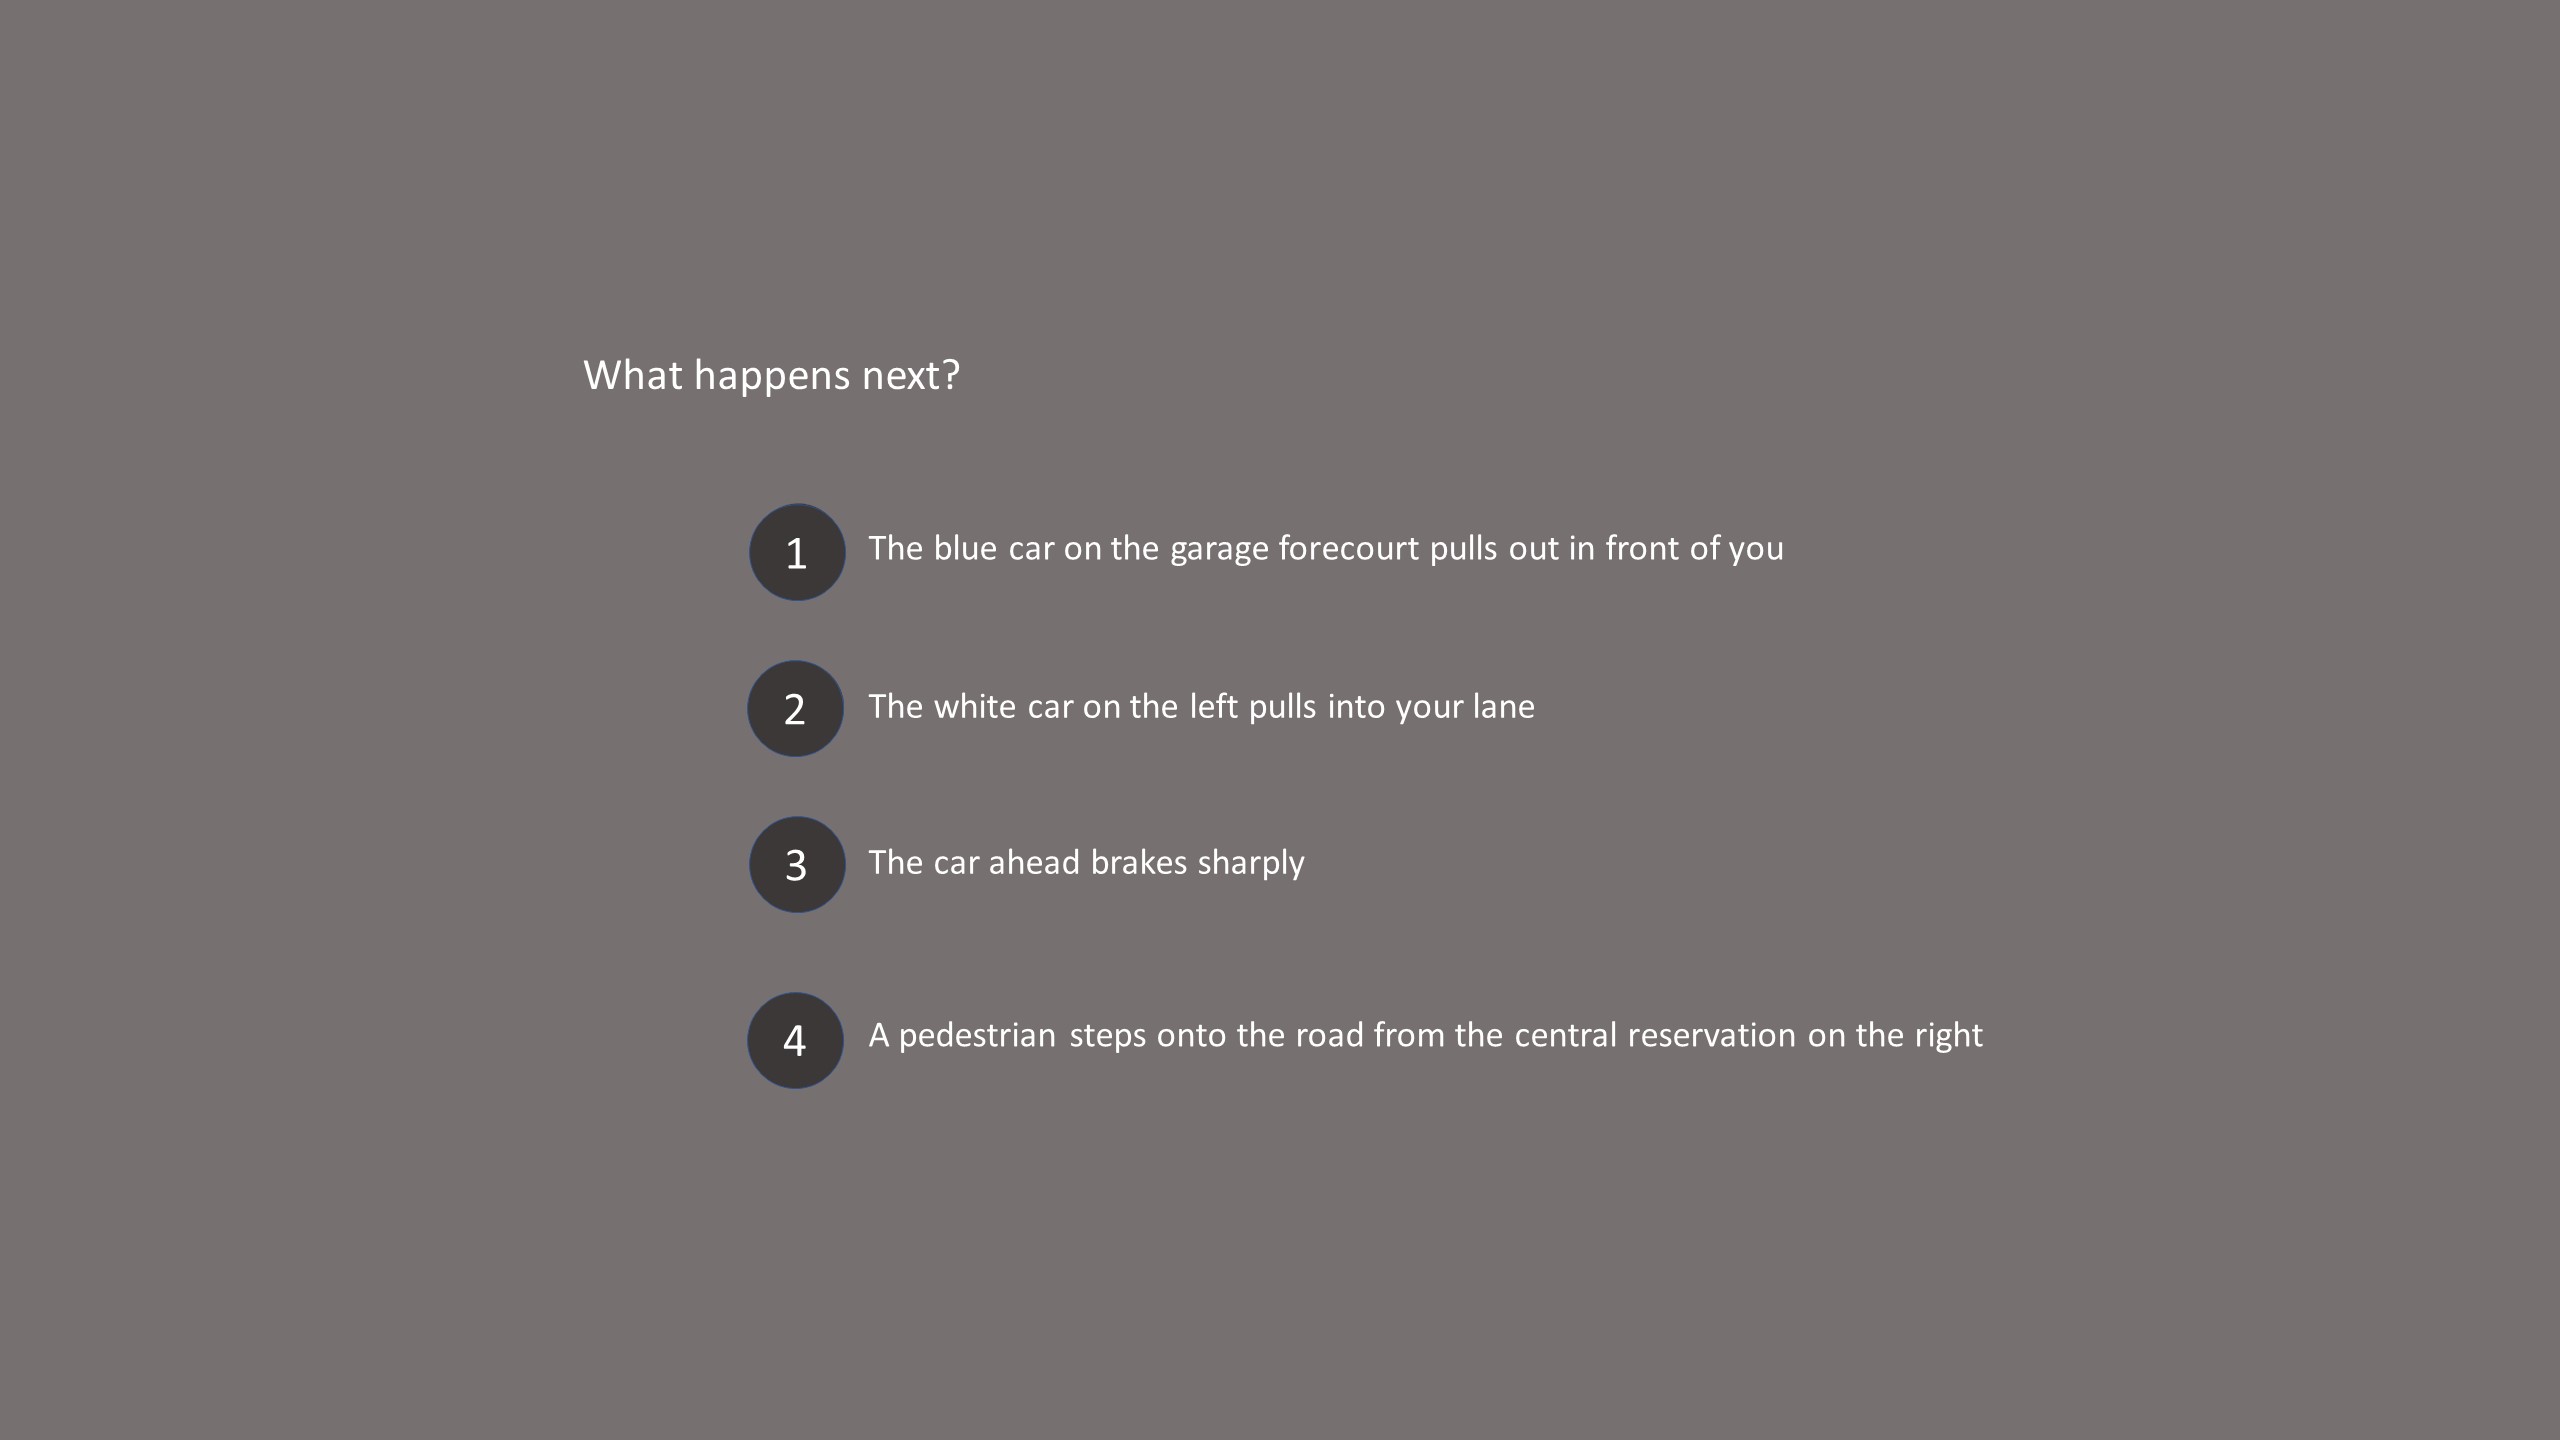 What happens next?
1 The blue car on the garage forecourt pulls out in front of you
2 The white car on the left pulls into your lane
3 The car ahead brakes sharply
4 A pedestrian steps onto the road from the central reservation on the right